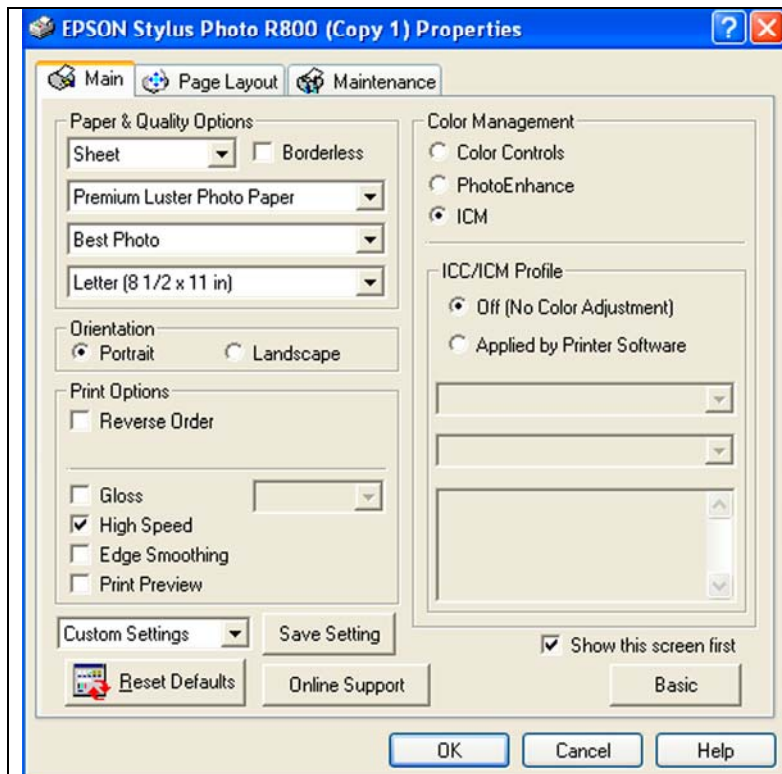 EPSON Stylus Photo R800 (Copy 1) Properties
Main
Page Layout
Maintenance
Paper & Quality Options
Sheet
Borderless
Premium Luster Photo Paper
Best Photo
Letter (8 1/2 x 11 in)
Orientation
Portrait
Landscape
Print Options
Reverse Order
Gloss
High Speed
Edge Smoothing
Print Preview
Custom Settings
Save Setting
Reset Defaults
Online Support
Color Management
Color Controls
PhotoEnhance
ICM
ICC/ICM Profile
Off (No Color Adjustment)
Applied by Printer Software
Show this screen first
Basic
OK
Cancel
Help